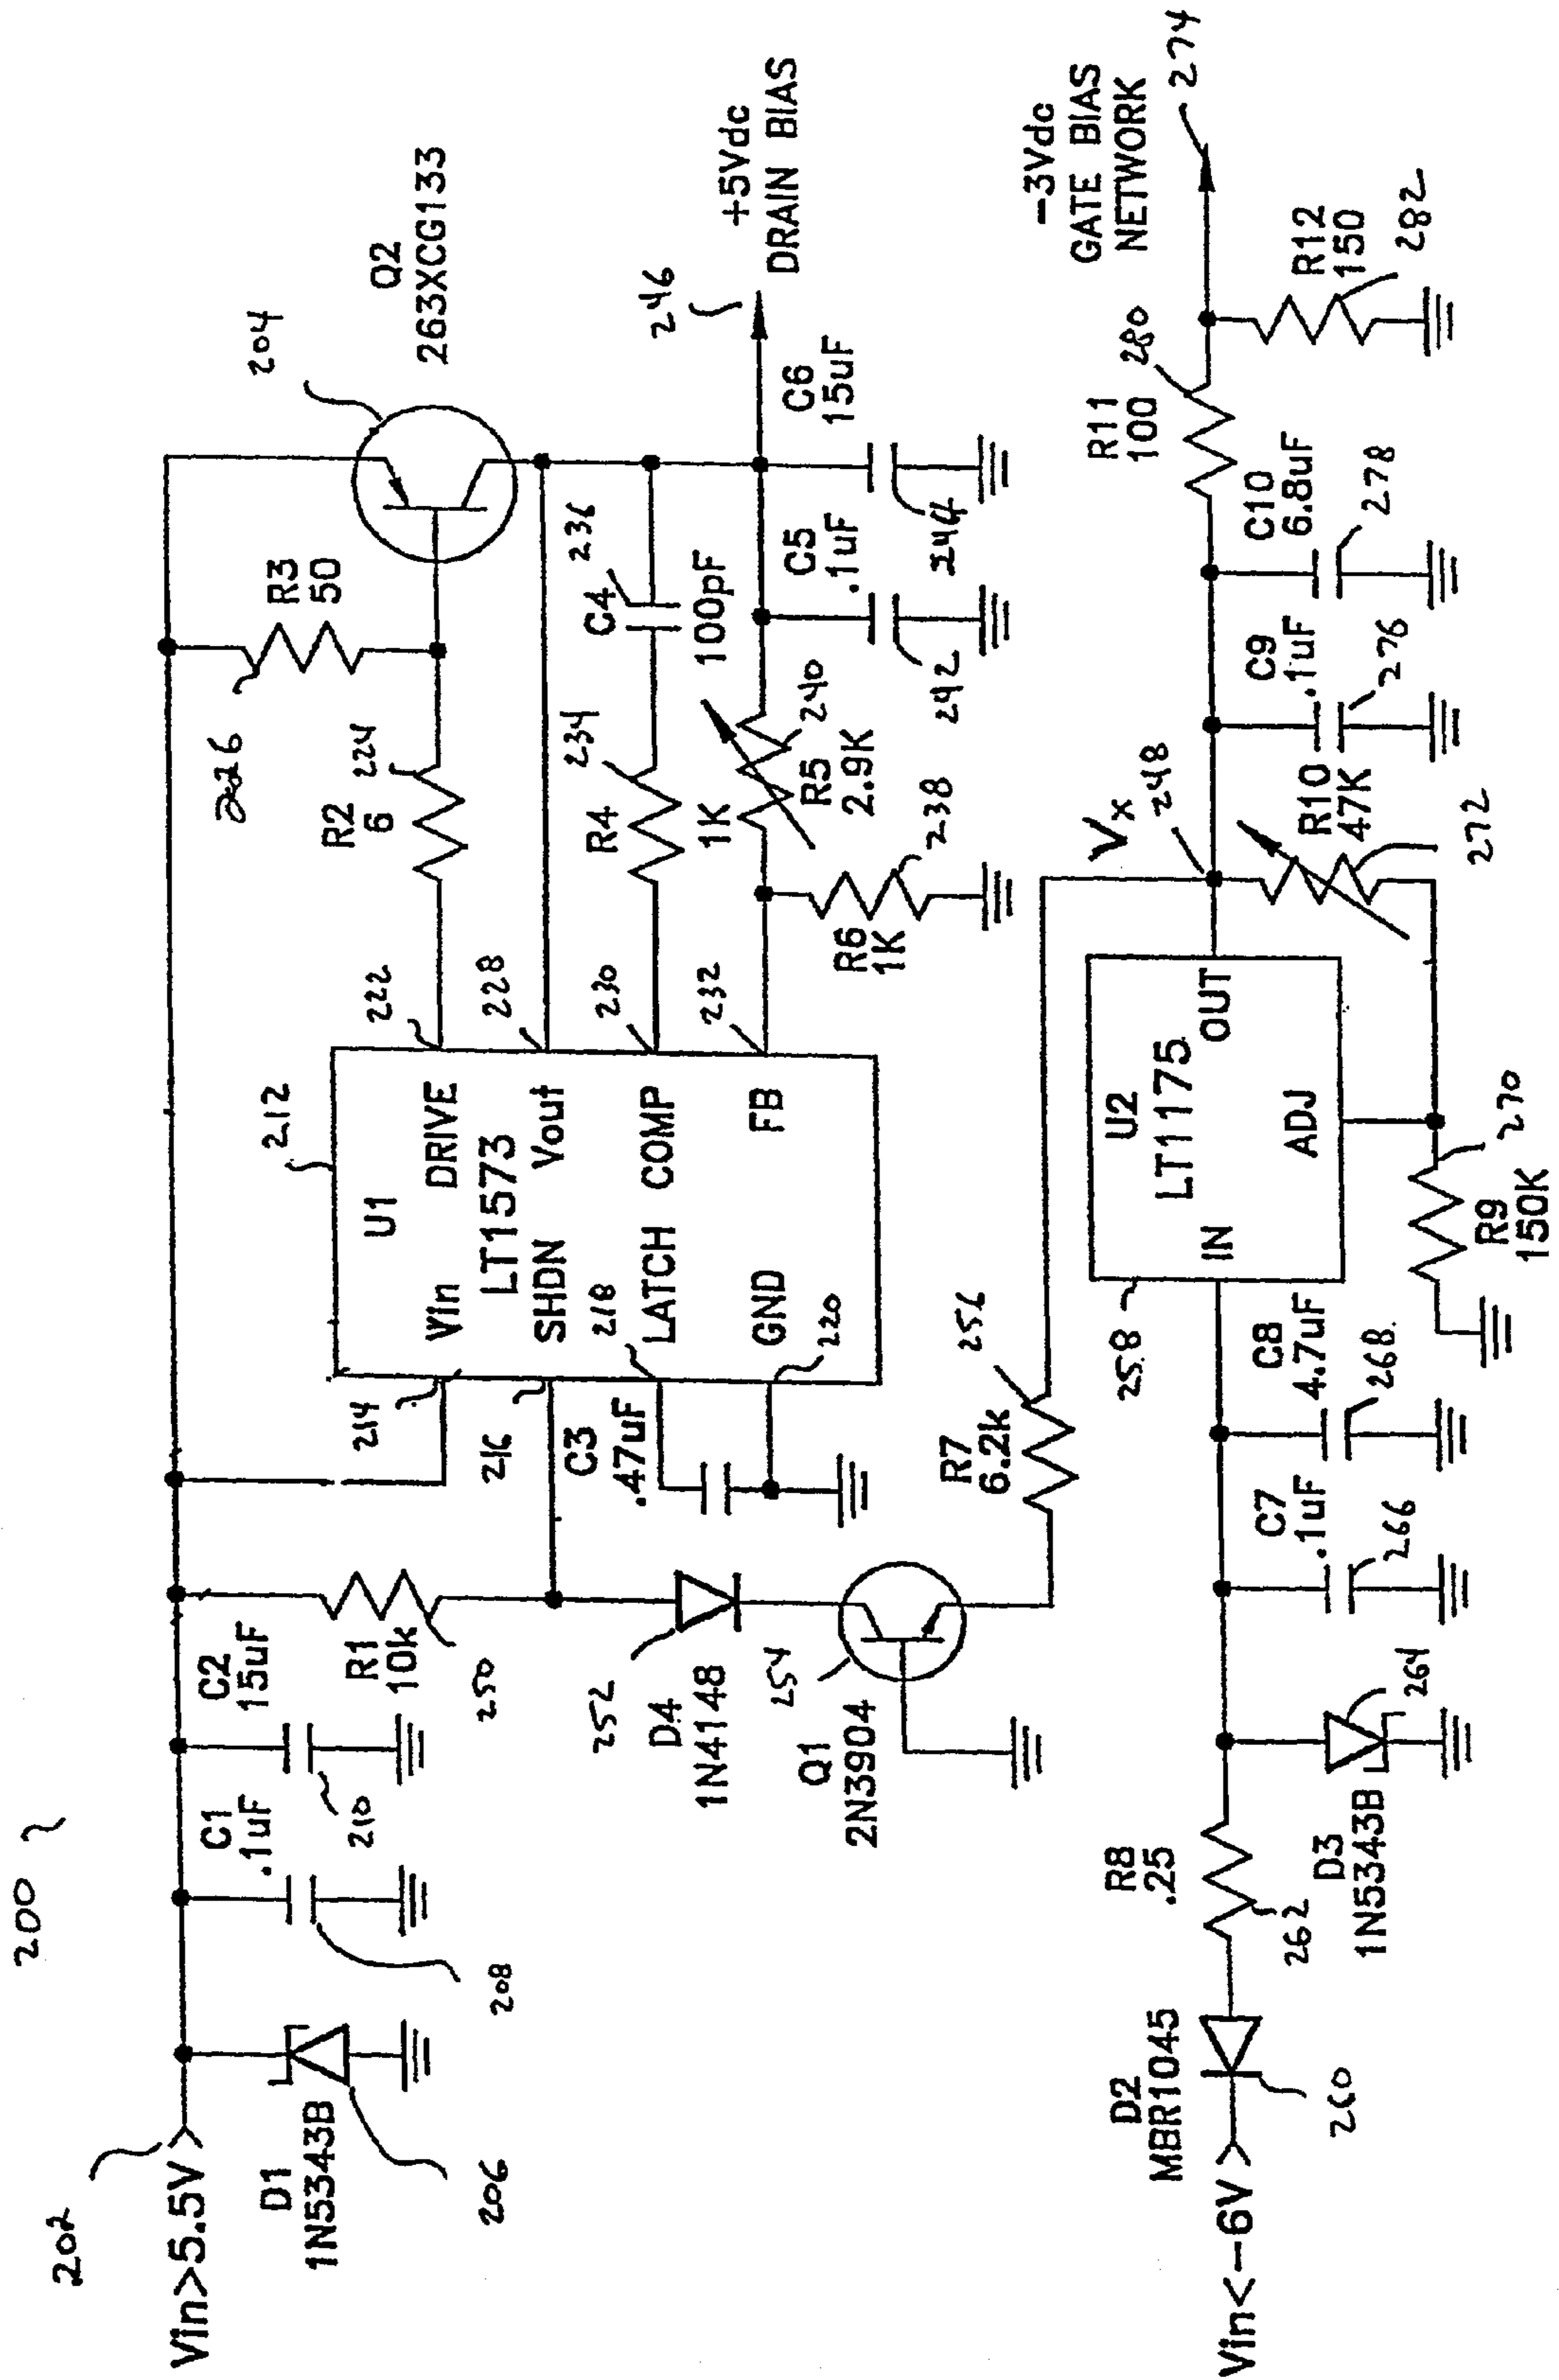 200
202
Vin>5.5V
D1
1N5343B
206
C1
.1uF
208
C2
15uF
210
R1
10k
250
212
U1
LT1573
Vin
DRIVE
SHDN
Vout
LATCH
COMP
GND
FB
214
216
218
220
222
228
230
232
C3
.47uF
R2
6
224
R3
50
226
204
Q2
263XCG133
R4
1K
234
C4
100pF
236
R5
2.9K
240
R6
1K
238
C5
.1uF
242
C6
15uF
244
246
+5Vdc
DRAIN BIAS
252
D4
1N4148
254
Q1
2N3904
R7
6.2k
256
Vin<-6V
D2
MBR1045
260
R8
.25
262
D3
1N5343B
264
C7
.1uF
266
C8
4.7uF
268
258
U2
LT1175
IN
OUT
ADJ
R9
150K
270
Vx
248
R10
47K
272
C9
.1uF
276
C10
6.8uF
278
R11
100
280
R12
150
282
-3Vdc
GATE BIAS
NETWORK
274